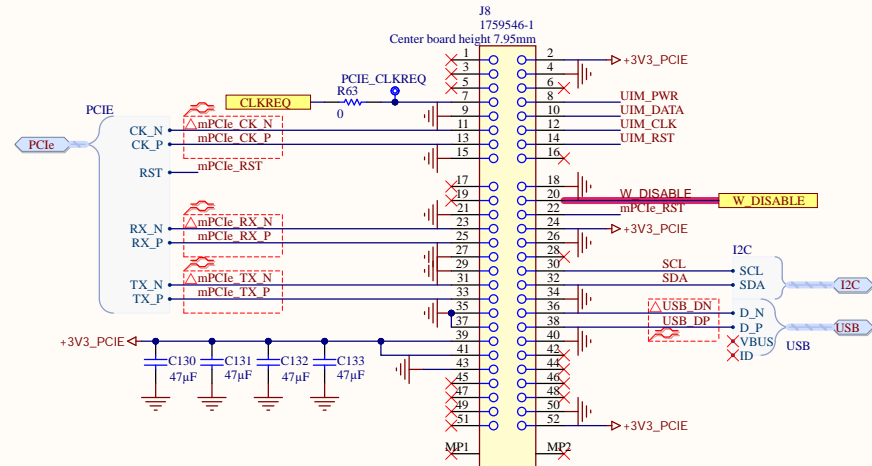 J8
1759546-1
Center board height 7.95mm
1
2
+3V3_PCIE
3
4
5
6
PCIE_CLKREQ
R63
CLKREQ
0
7
8
UIM_PWR
PCIE
9
10
UIM_DATA
CK_N
mPCIe_CK_N
11
12
UIM_CLK
PCIe
CK_P
mPCIe_CK_P
13
14
UIM_RST
15
16
RST
mPCIe_RST
17
18
19
20
W_DISABLE
W_DISABLE
21
22
mPCIe_RST
RX_N
mPCIe_RX_N
23
24
+3V3_PCIE
RX_P
mPCIe_RX_P
25
26
27
28
I2C
29
30
SCL
SCL
TX_N
mPCIe_TX_N
31
32
SDA
SDA
I2C
TX_P
mPCIe_TX_P
33
34
35
36
USB_DN
D_N
37
38
USB_DP
D_P
USB
+3V3_PCIE
39
40
VBUS
USB
41
42
ID
C130
47µF
C131
47µF
C132
47µF
C133
47µF
43
44
45
46
47
48
49
50
51
52
+3V3_PCIE
MP1
MP2